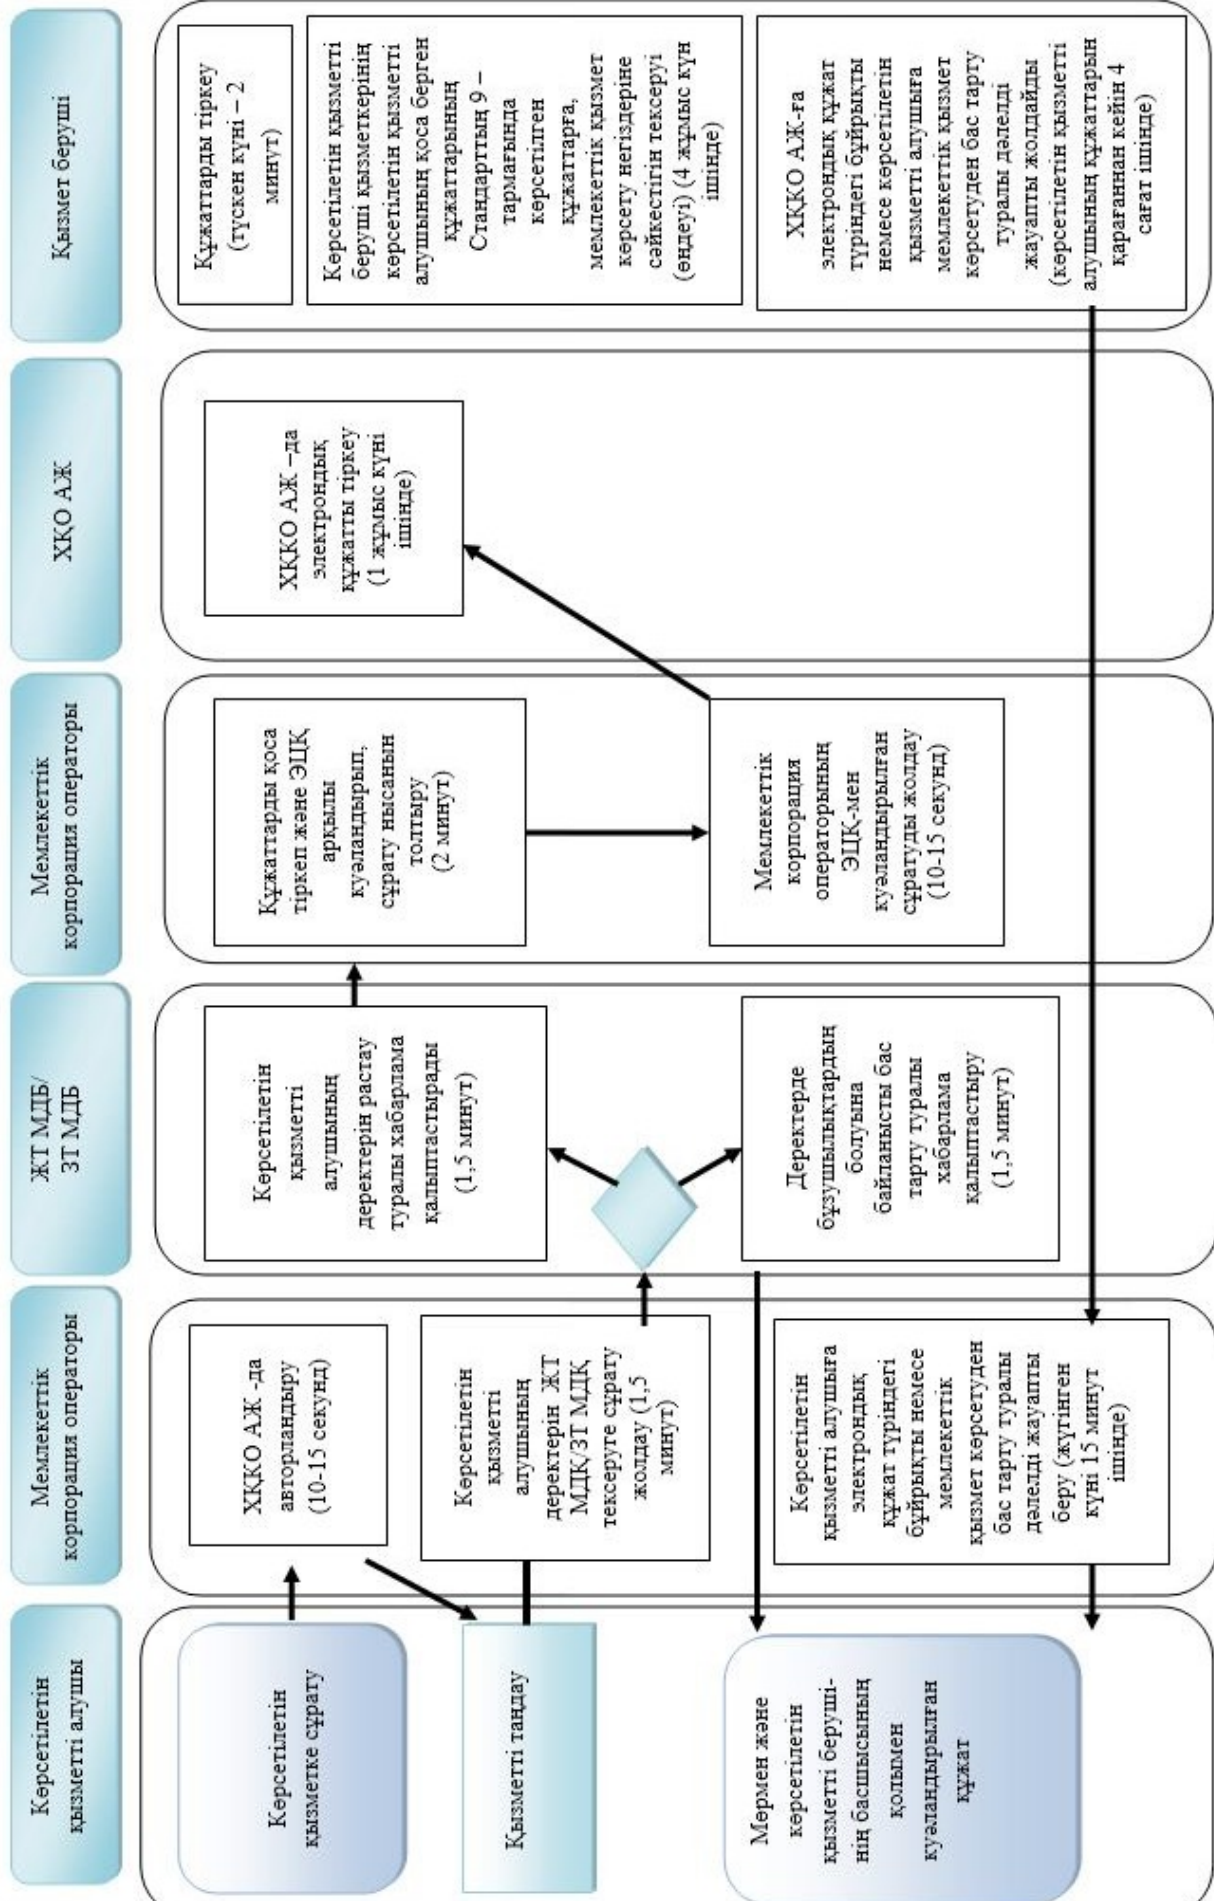 Көрсетілетін
қызметті алушы
Мемлекеттік
корпорация операторы
ЖТ МДБ/
ЗТ МДБ
Мемлекеттік
корпорация операторы
ХҚО АЖ
Қызмет беруші
Көрсетілетін
қызметке сұрату
Қызметті таңдау
Мөрмен және
көрсетілетін
қызметті беруші-
нің басшысының
қолымен
куәландырылған
құжат
ХҚКО АЖ -да
авторландыру
(10-15 секунд)
Көрсетілетін
қызметті
алушының
деректерін ЖТ
МДҚ/ЗТ МДҚ
тексеруге сұрату
жолдау (1,5
минут)
Көрсетілетін
қызметті алушыға
электрондық
құжат түріндегі
бұйрықты немесе
мемлекеттік
қызмет көрсетуден
бас тарту туралы
дәлелді жауапты
беру (жүгінген
күні 15 минут
ішінде)
Көрсетілетін
қызметті
алушының
деректерін растау
туралы хабарлама
қалыптастырады
(1,5 минут)
Деректерде
бұзушылықтардың
болуына
байланысты бас
тарту туралы
хабарлама
қалыптастыру
(1,5 минут)
Құжаттарды қоса
тіркеп және ЭЦҚ
арқылы
куәландырып,
сұрату нысанын
толтыру
(2 минут)
Мемлекеттік
корпорация
операторының
ЭЦҚ-мен
куәландырылған
сұратуды жолдау
(10-15 секунд)
ХҚКО АЖ –да
электрондық
құжатты тіркеу
(1 жұмыс күні
ішінде)
Құжаттарды тіркеу
(түскен күні – 2
минут)
Көрсетілетін қызметті
беруші қызметкерінің
көрсетілетін қызметті
алушының қоса берген
құжаттарының
Стандарттың 9 –
тармағында
көрсетілген
құжаттарға,
мемлекеттік қызмет
көрсету негіздеріне
сәйкестігін тексеруі
(өңдеуі) (4 жұмыс күн
ішінде)
ХҚКО АЖ-ға
электрондық құжат
түріндегі бұйрықты
немесе көрсетілетін
қызметті алушыға
мемлекеттік қызмет
көрсетуден бас тарту
туралы дәлелді
жауапты жолдайды
(көрсетілетін қызметті
алушының құжаттарын
қарағаннан кейін 4
сағат ішінде)